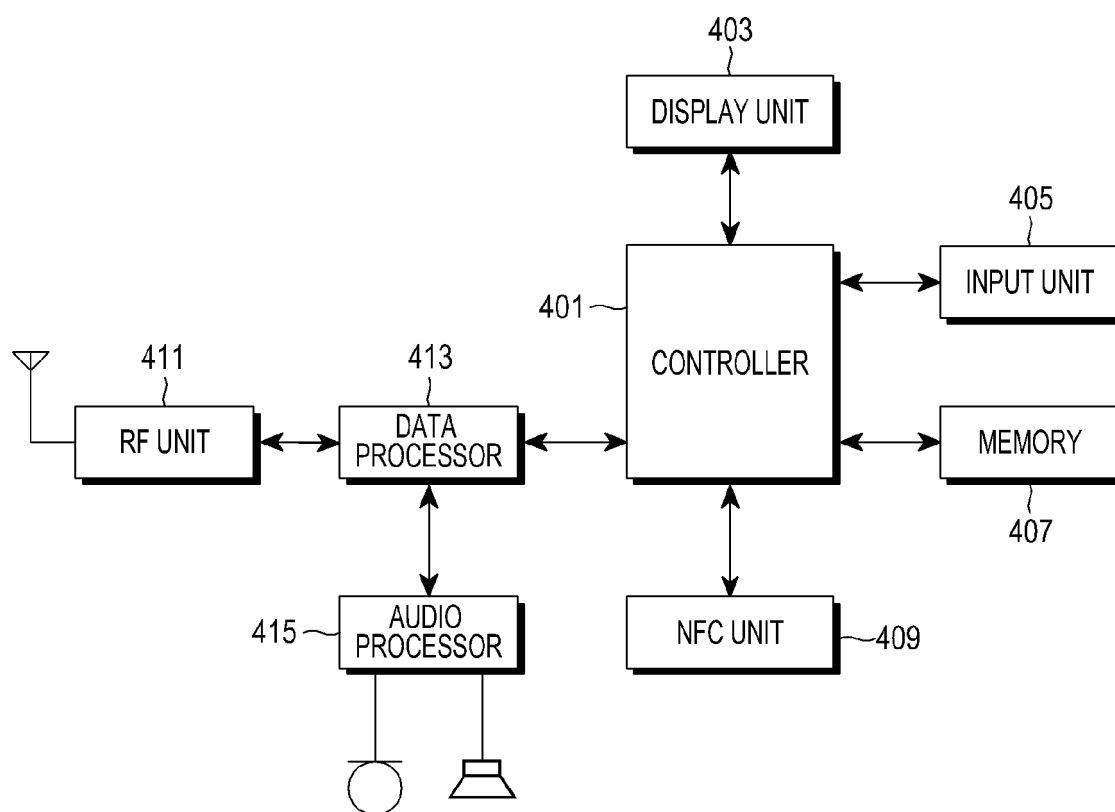 403
DISPLAY UNIT
405
INPUT UNIT
401
CONTROLLER
411
RF UNIT
413
DATA
PROCESSOR
MEMORY
407
415
AUDIO
PROCESSOR
NFC UNIT
409